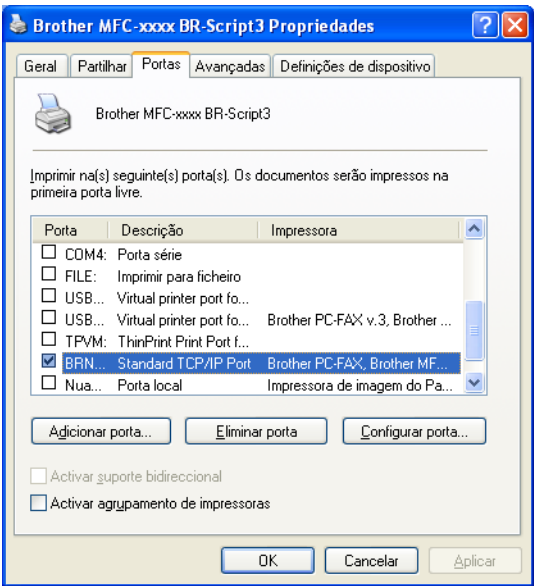 Brother MFC-xxxx BR-Script3 Propriedades
Geral Partilhar Portas Avançadas Definições de dispositivo
Brother MFC-xxxx BR-Script3
Imprimir na(s) seguinte(s) porta(s). Os documentos serão impressos na
primeira porta livre.
Porta Descrição Impressora
COM4: Porta série
FILE: Imprimir para ficheiro
USB... Virtual printer port fo...
USB... Virtual printer port fo... Brother PC-FAX v.3, Brother ...
TPVM: ThinPrint Print Port f...
BRN... Standard TCP/IP Port Brother PC-FAX, Brother MF...
Nua... Porta local Impressora de imagem do Pa...
Adicionar porta... Eliminar porta Configurar porta...
Activar suporte bidireccional
Activar agrupamento de impressoras
OK Cancelar Aplicar